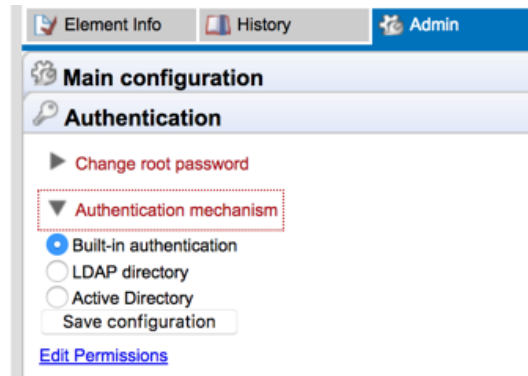 Element Info History Admin
Main configuration
Authentication
Change root password
Authentication mechanism
Built-in authentication
LDAP directory
Active Directory
Save configuration
Edit Permissions